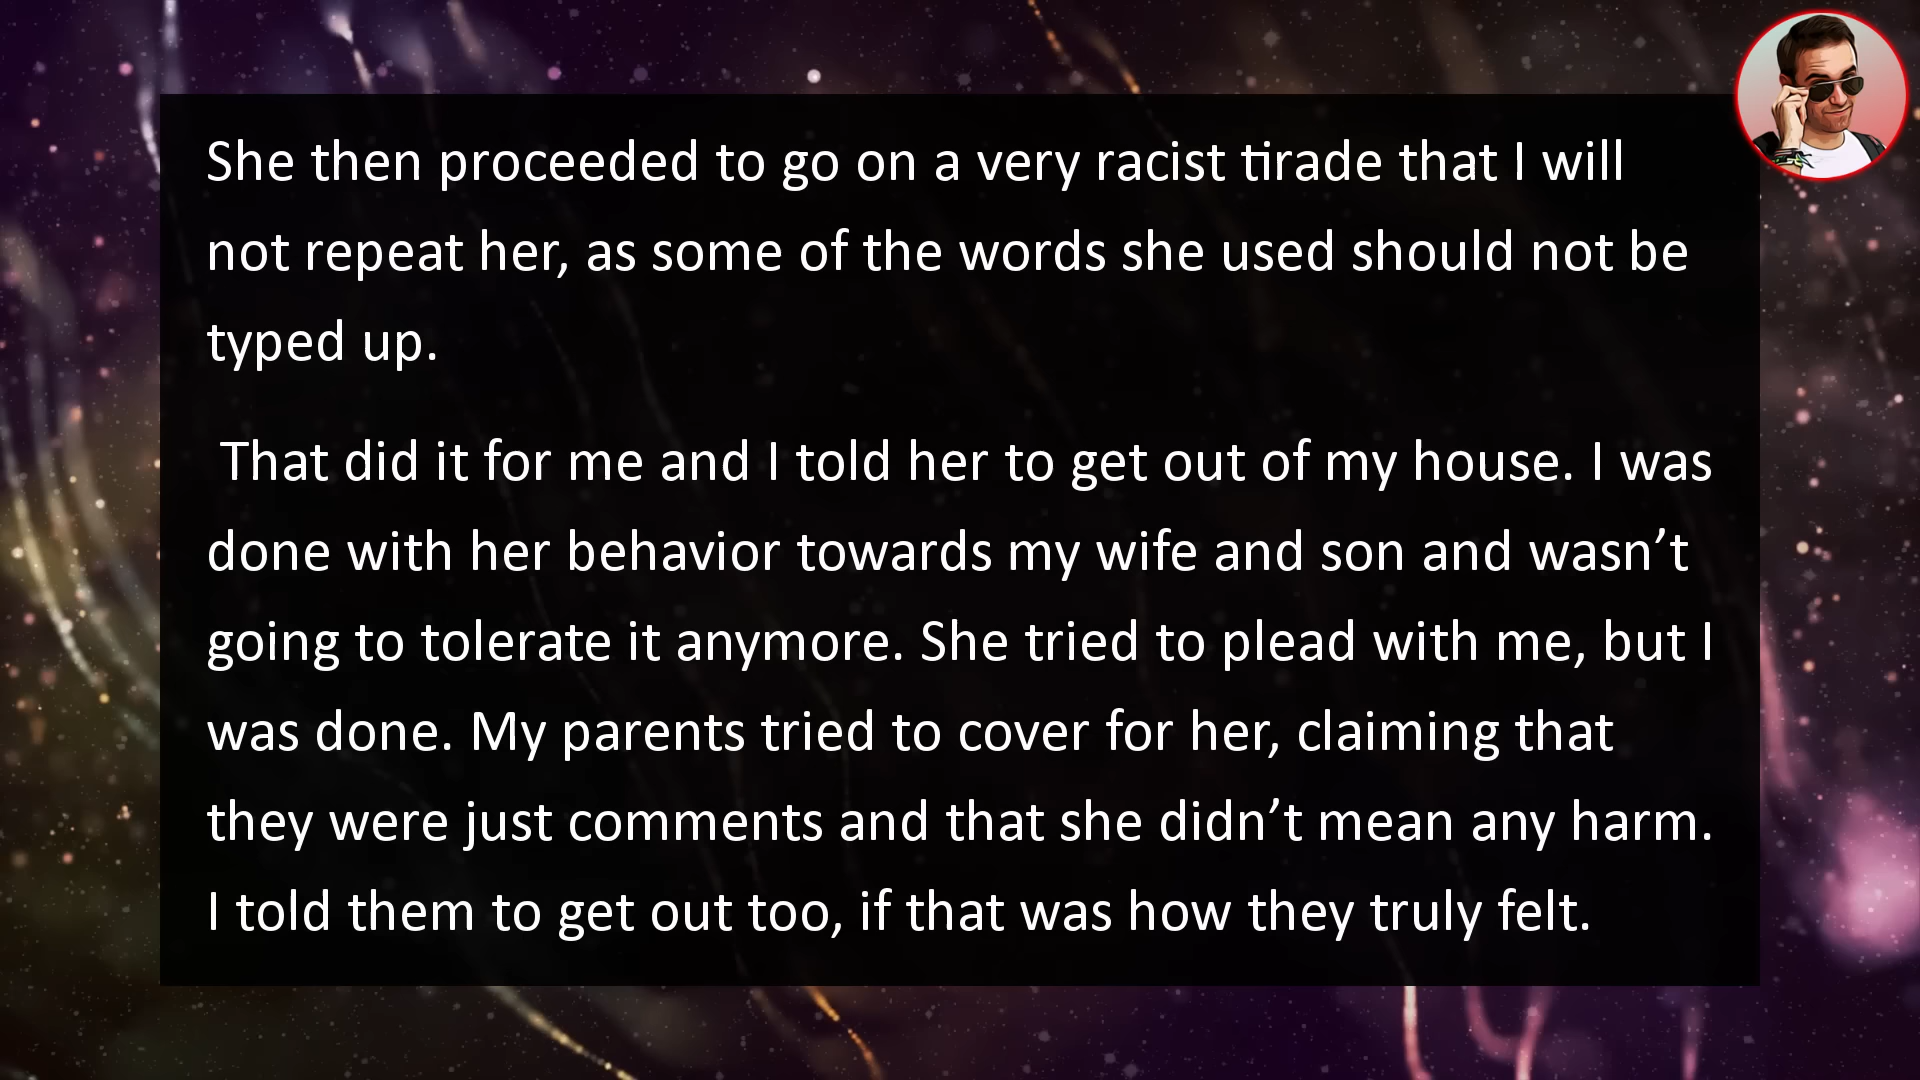 She then proceeded to go on a very racist tirade that I will
not repeat her, as some of the words she used should not be
typed up.
That did it for me and I told her to get out of my house. I was
done with her behavior towards my wife and son and wasn’t
going to tolerate it anymore. She tried to plead with me, but I
was done. My parents tried to cover for her, claiming that
they were just comments and that she didn’t mean any harm.
I told them to get out too, if that was how they truly felt.